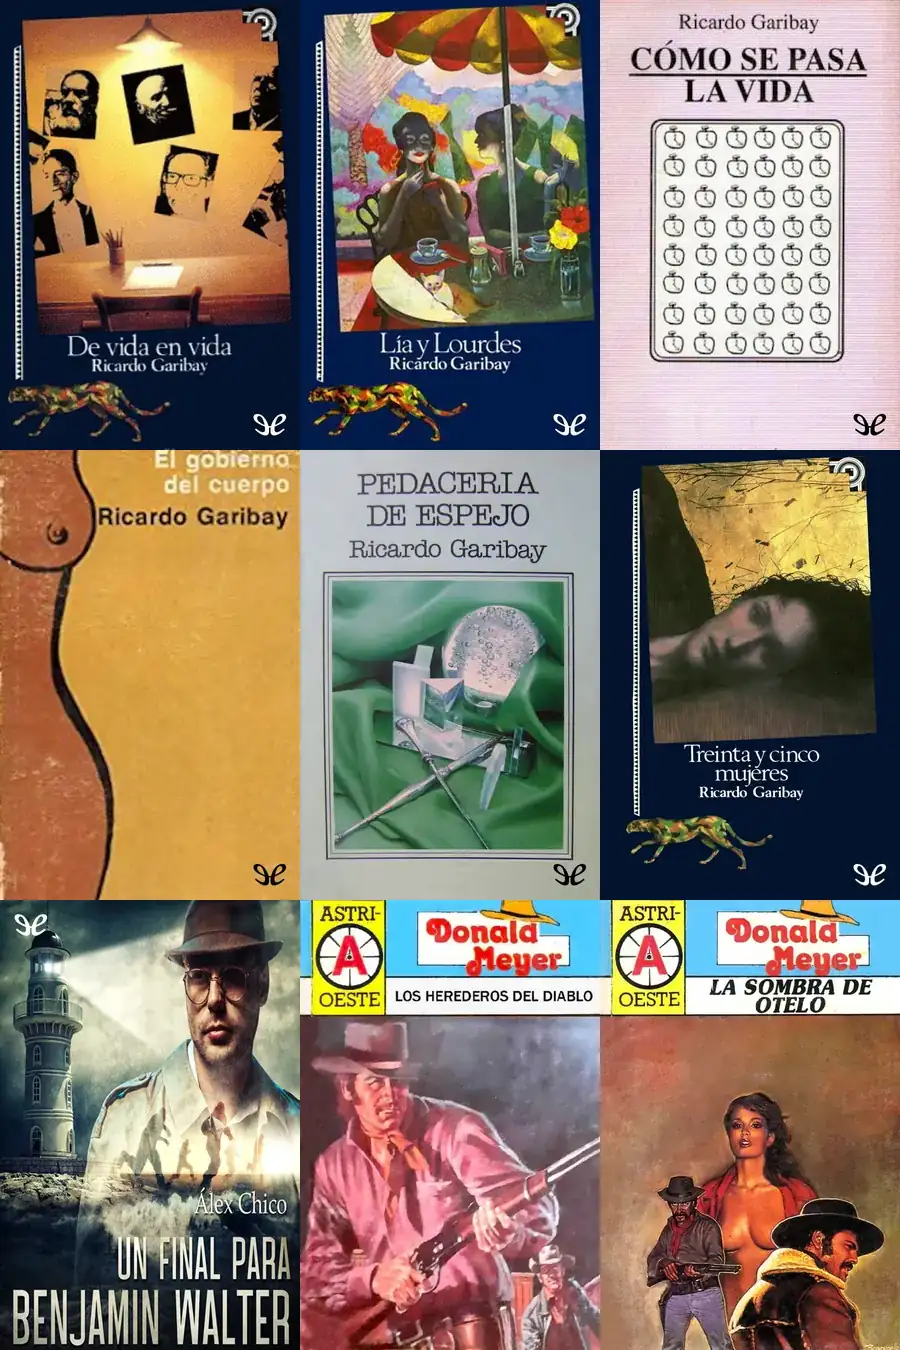 De vida en vida
Ricardo Garibay
Lía y Lourdes
Ricardo Garibay
Ricardo Garibay
CÓMO SE PASA
LA VIDA
El gobierno
del cuerpo
Ricardo Garibay
PEDACERIA
DE ESPEJO
Ricardo Garibay
Treinta y cinco
mujeres
Ricardo Garibay
Álex Chico
UN FINAL PARA
BENJAMIN WALTER
ASTRI-
A
OESTE
Donald
Meyer
LOS HEREDEROS DEL DIABLO
ASTRI-
A
OESTE
Donald
Meyer
LA SOMBRA DE
OTELO